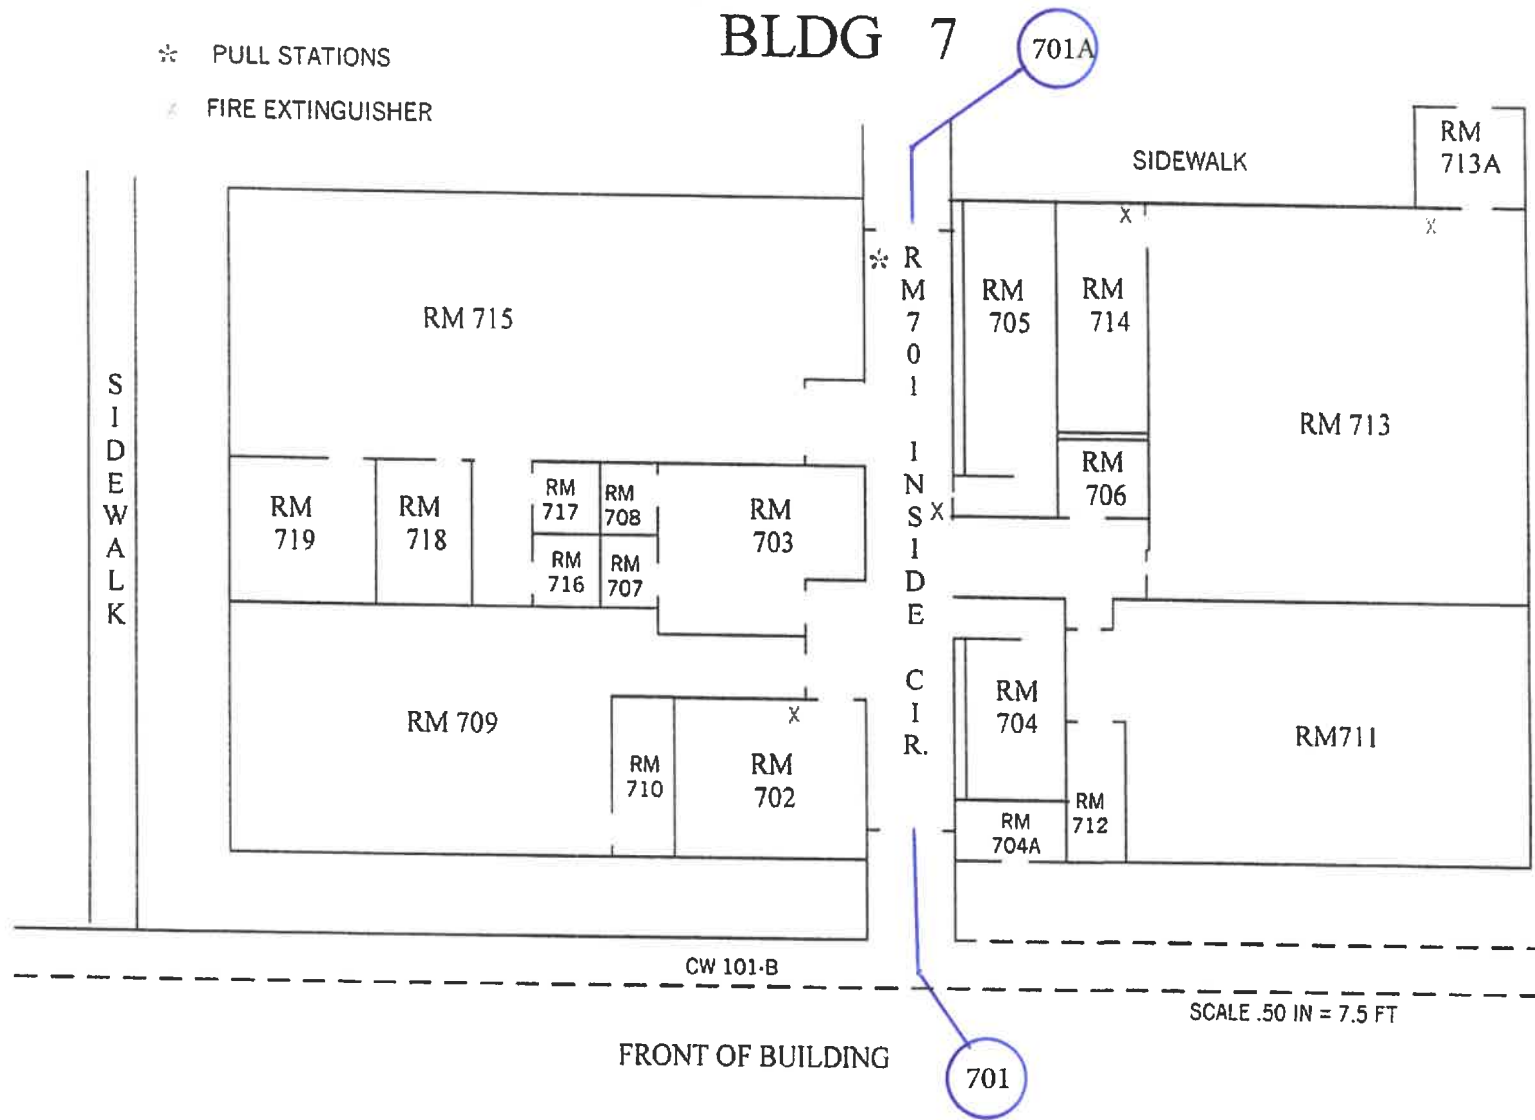 BLDG 7
701A
* PULL STATIONS
x FIRE EXTINGUISHER
SIDEWALK
RM
713A
x
x
*
RM701 INSIDE CIR.
RM 715
RM
705
RM
714
RM 713
SIDEWALK
RM
719
RM
718
RM
717
RM
708
RM
703
RM
706
x
RM
716
RM
707
RM 709
x
RM
704
RM711
RM
710
RM
702
RM
704A
RM
712
CW 101-B
SCALE .50 IN = 7.5 FT
FRONT OF BUILDING
701